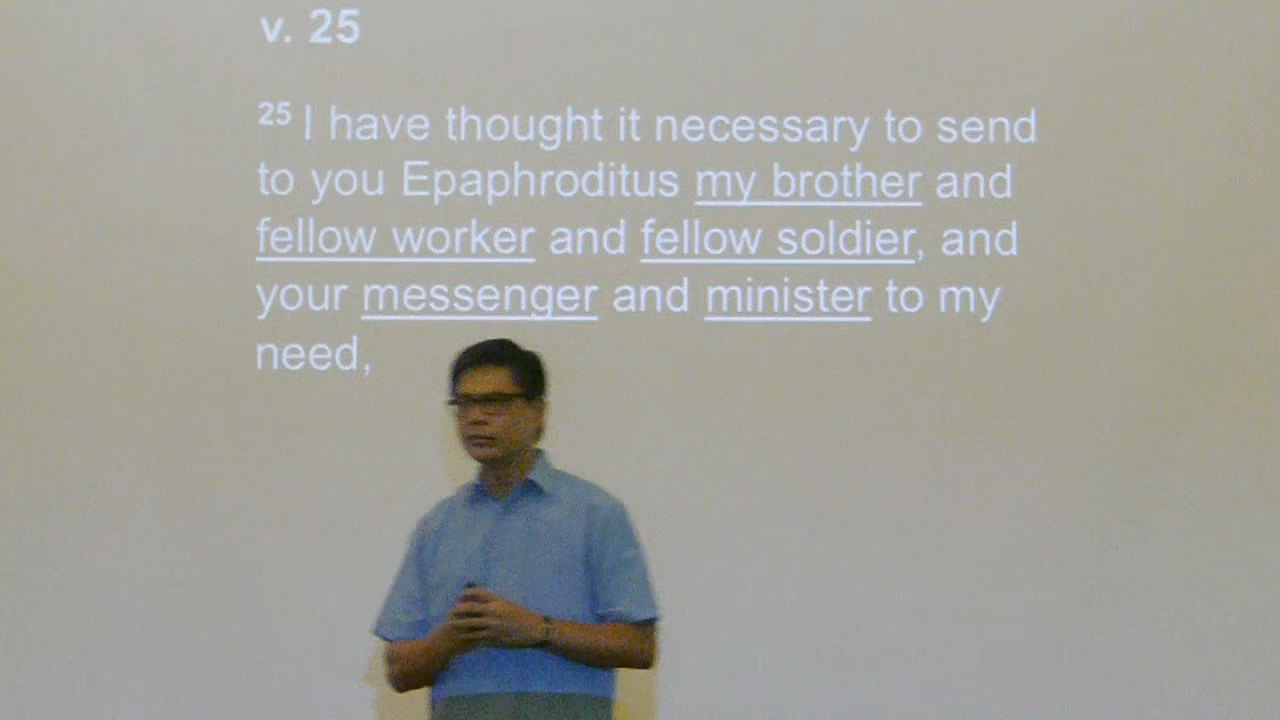 v. 25
25 I have thought it necessary to send
to you Epaphroditus my brother and
fellow worker and fellow soldier, and
your messenger and minister to my
need,